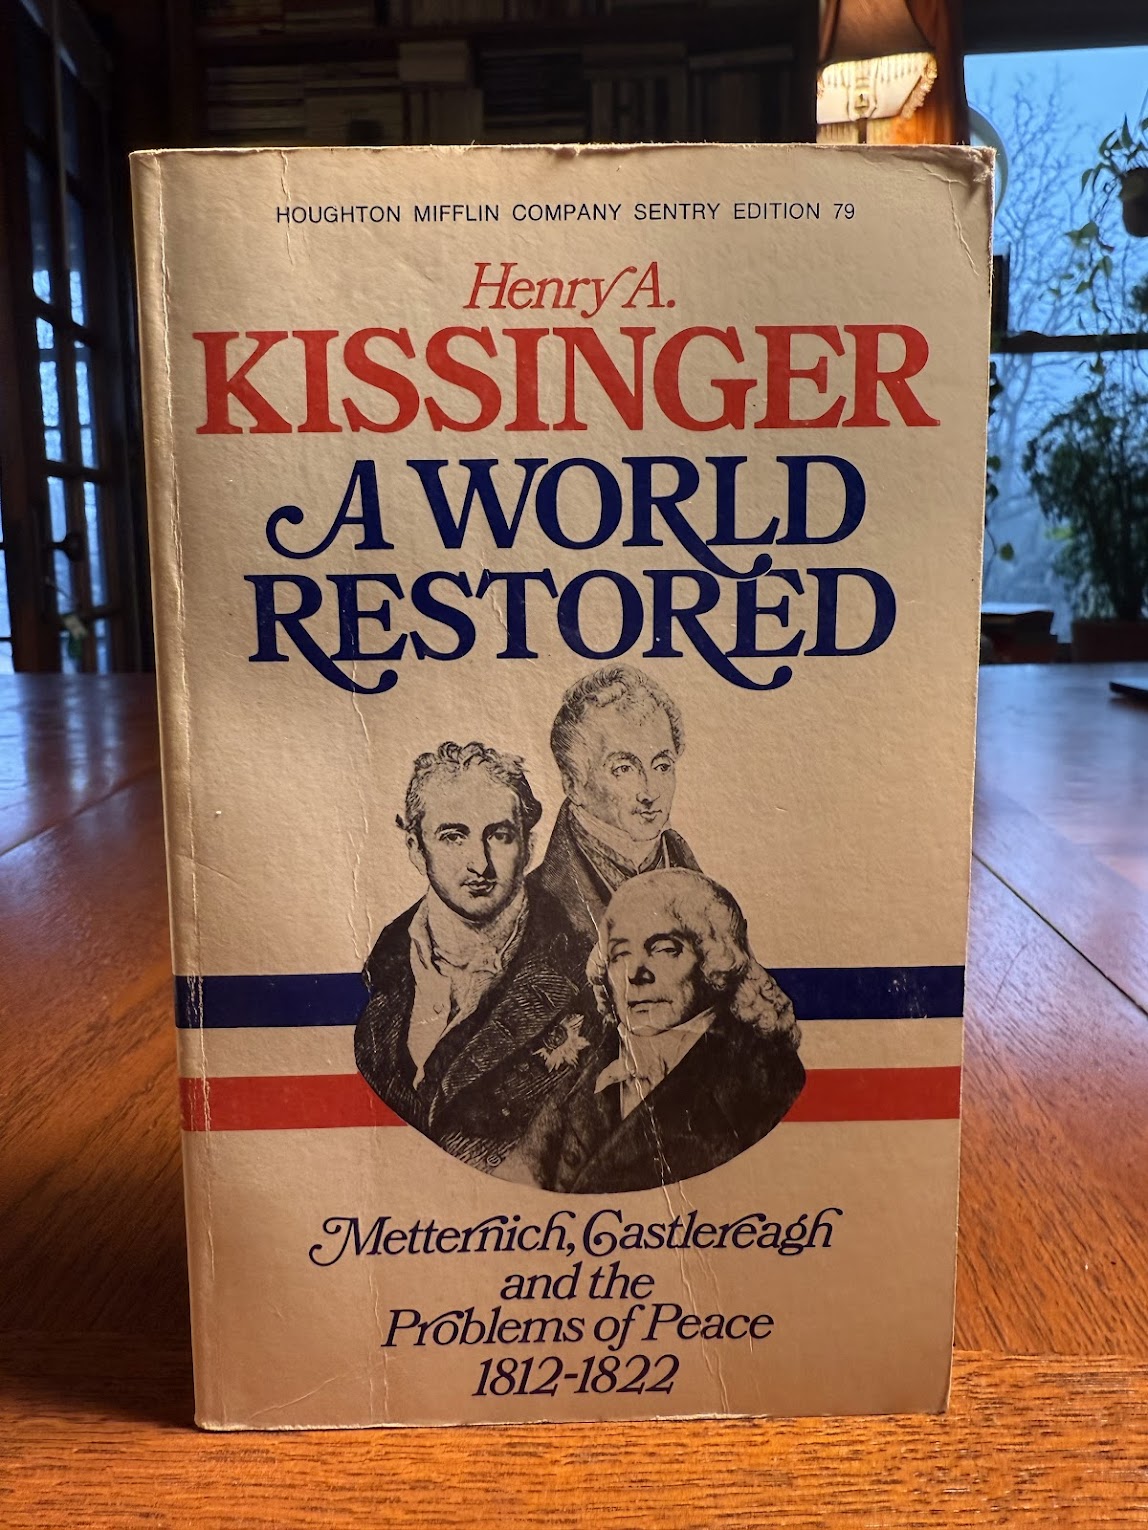 HOUGHTON MIFFLIN COMPANY SENTRY EDITION 79
Henry A.
KISSINGER
A WORLD
RESTORED
Metternich, Castlereagh
and the
Problems of Peace
1812-1822